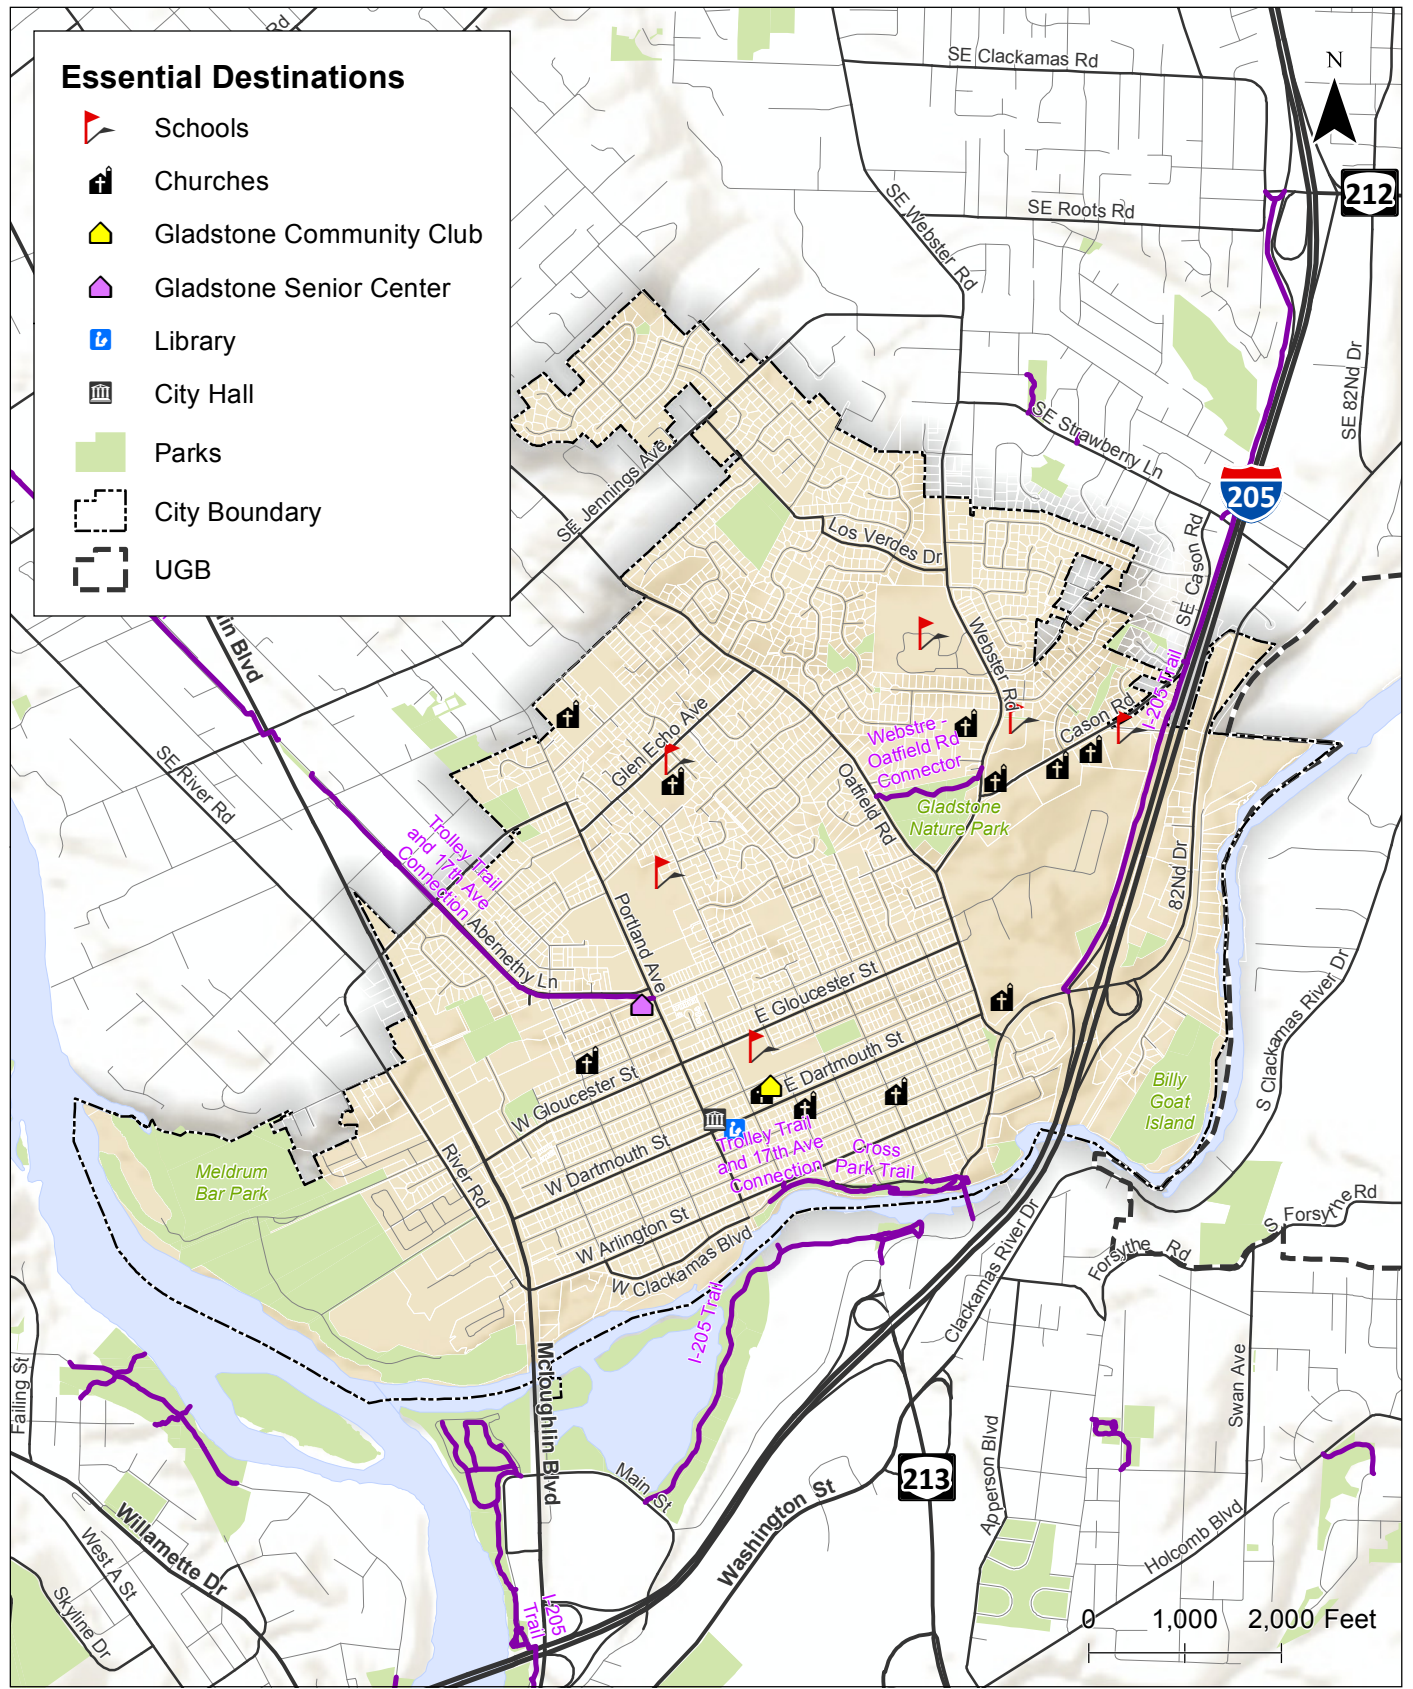 Essential Destinations
Schools
Churches
Gladstone Community Club
Gladstone Senior Center
Library
City Hall
Parks
City Boundary
UGB
Rd
SE Clackamas Rd
N
212
SE Roots Rd
SE Webster Rd
SE 82Nd Dr
SE Strawberry Ln
205
SE Jennings Ave
Los Verdes Dr
SE Cason Rd
lin Blvd
Webster Rd
I-205 Trail
Cason Rd
Glen Echo Ave
Webstre -
Oatfield Rd
Connector
SE River Rd
Oatfield Rd
Gladstone
Nature Park
Trolley Trail
and 17th Ave
Connection
Abernethy Ln
82Nd Dr
Portland Ave
E Gloucester St
S Clackamas River Dr
E Dartmouth St
W Gloucester St
Billy
Goat
Island
Meldrum
Bar Park
River Rd
W Dartmouth St
Trolley Trail
and 17th Ave
Connection
Cross
Park Trail
W Arlington St
W Clackamas Blvd
S Forsythe Rd
Forsythe Rd
Clackamas River Dr
I-205 Trail
Mcloughlin Blvd
Failing St
Swan Ave
Main St
213
Apperson Blvd
Washington St
Holcomb Blvd
Willamette Dr
West A St
Skyline Dr
I-205
Trail
0 1,000 2,000 Feet